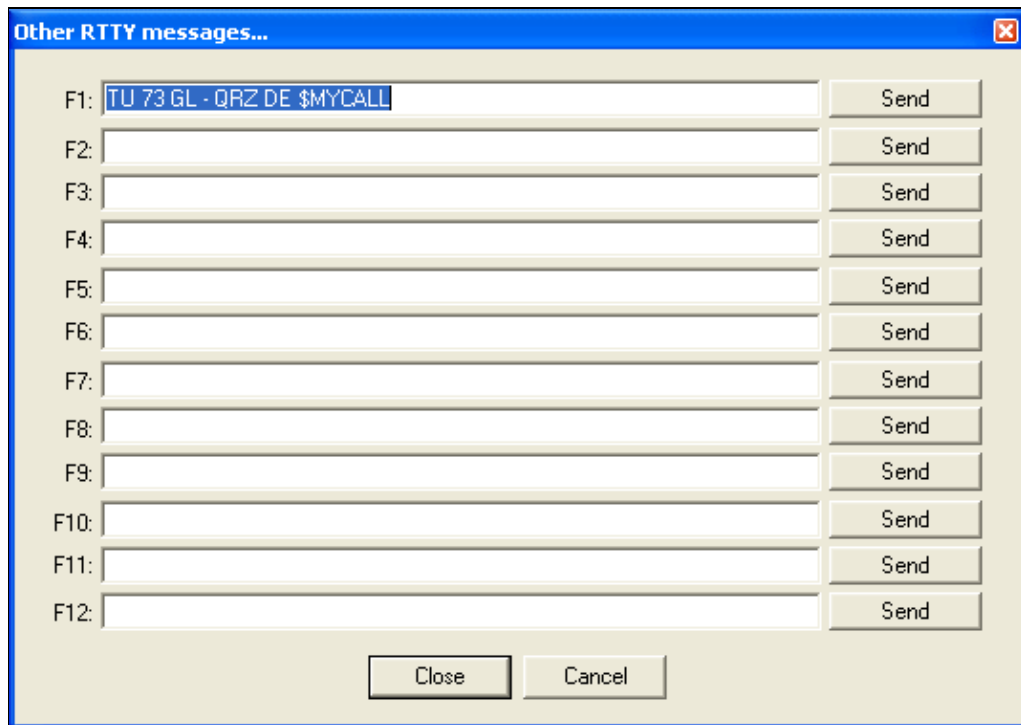 Other RTTY messages...
F1: TU 73 GL - QRZ DE $MYCALL Send
F2: Send
F3: Send
F4: Send
F5: Send
F6: Send
F7: Send
F8: Send
F9: Send
F10: Send
F11: Send
F12: Send
Close Cancel